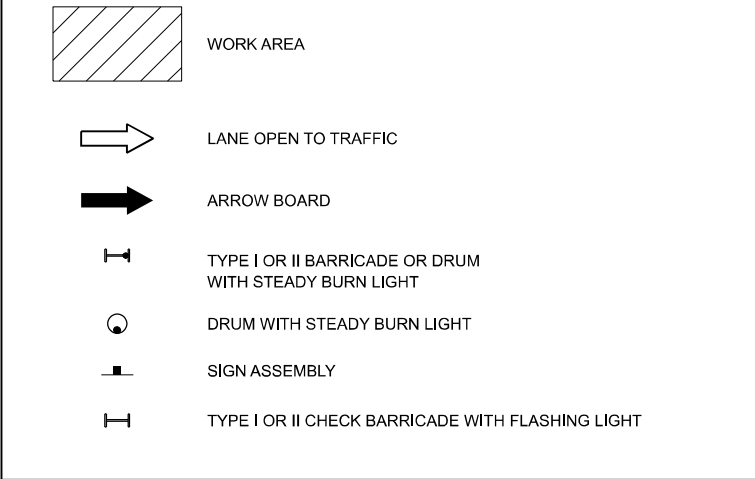 WORK AREA
LANE OPEN TO TRAFFIC
ARROW BOARD
TYPE I OR II BARRICADE OR DRUM
WITH STEADY BURN LIGHT
DRUM WITH STEADY BURN LIGHT
SIGN ASSEMBLY
TYPE I OR II CHECK BARRICADE WITH FLASHING LIGHT